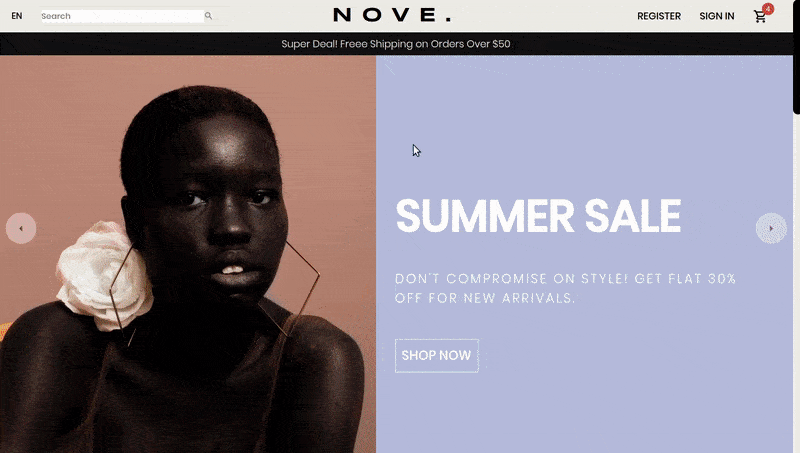 EN
Search
NOVE.
REGISTER
SIGN IN
4
Super Deal! Freee Shipping on Orders Over $50
SUMMER SALE
DON'T COMPROMISE ON STYLE! GET FLAT 30%
OFF FOR NEW ARRIVALS.
SHOP NOW